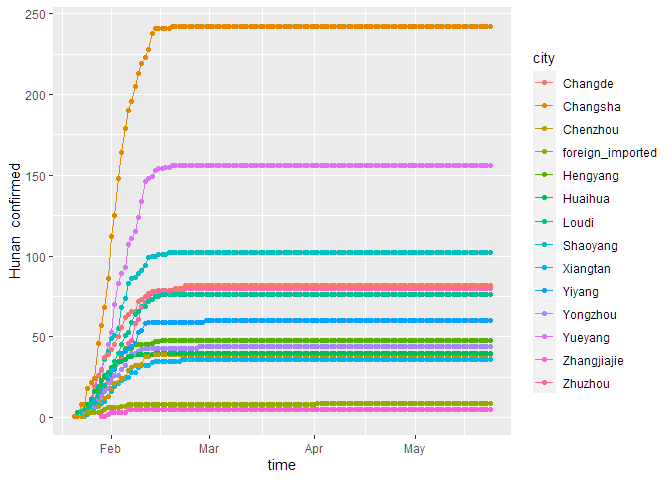 250
200
150
100
50
0
Hunan confirmed
Feb
Mar
Apr
May
time
city
Changde
Changsha
Chenzhou
foreign_imported
Hengyang
Huaihua
Loudi
Shaoyang
Xiangtan
Yiyang
Yongzhou
Yueyang
Zhangjiajie
Zhuzhou